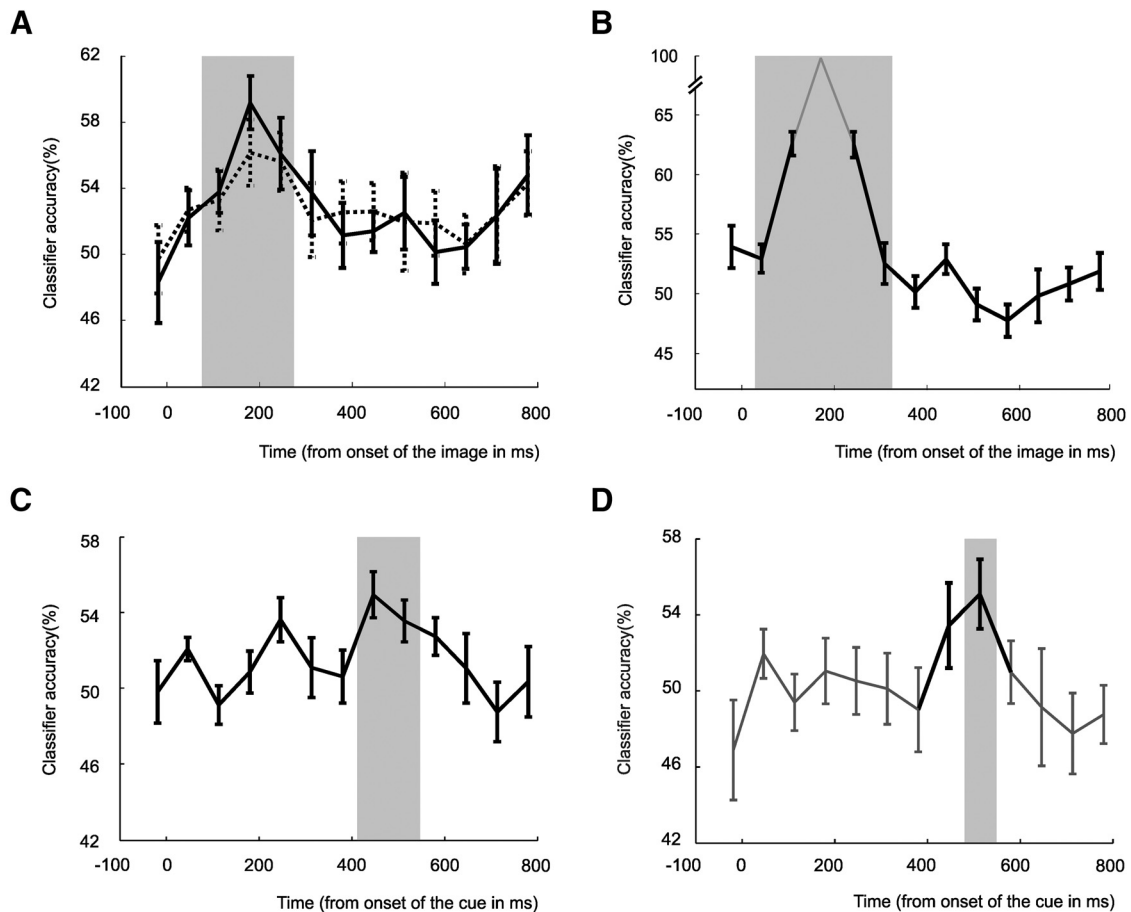 A
62
58
54
50
46
42
Classifier accuracy(%)
-100 0 200 400 600 800
Time (from onset of the image in ms)
B
100
65
60
55
50
45
Classifier accuracy(%)
-100 0 200 400 600 800
Time (from onset of the image in ms)
C
58
54
50
46
42
Classifier accuracy(%)
-100 0 200 400 600 800
Time (from onset of the cue in ms)
D
58
54
50
46
42
Classifier accuracy(%)
-100 0 200 400 600 800
Time (from onset of the cue in ms)